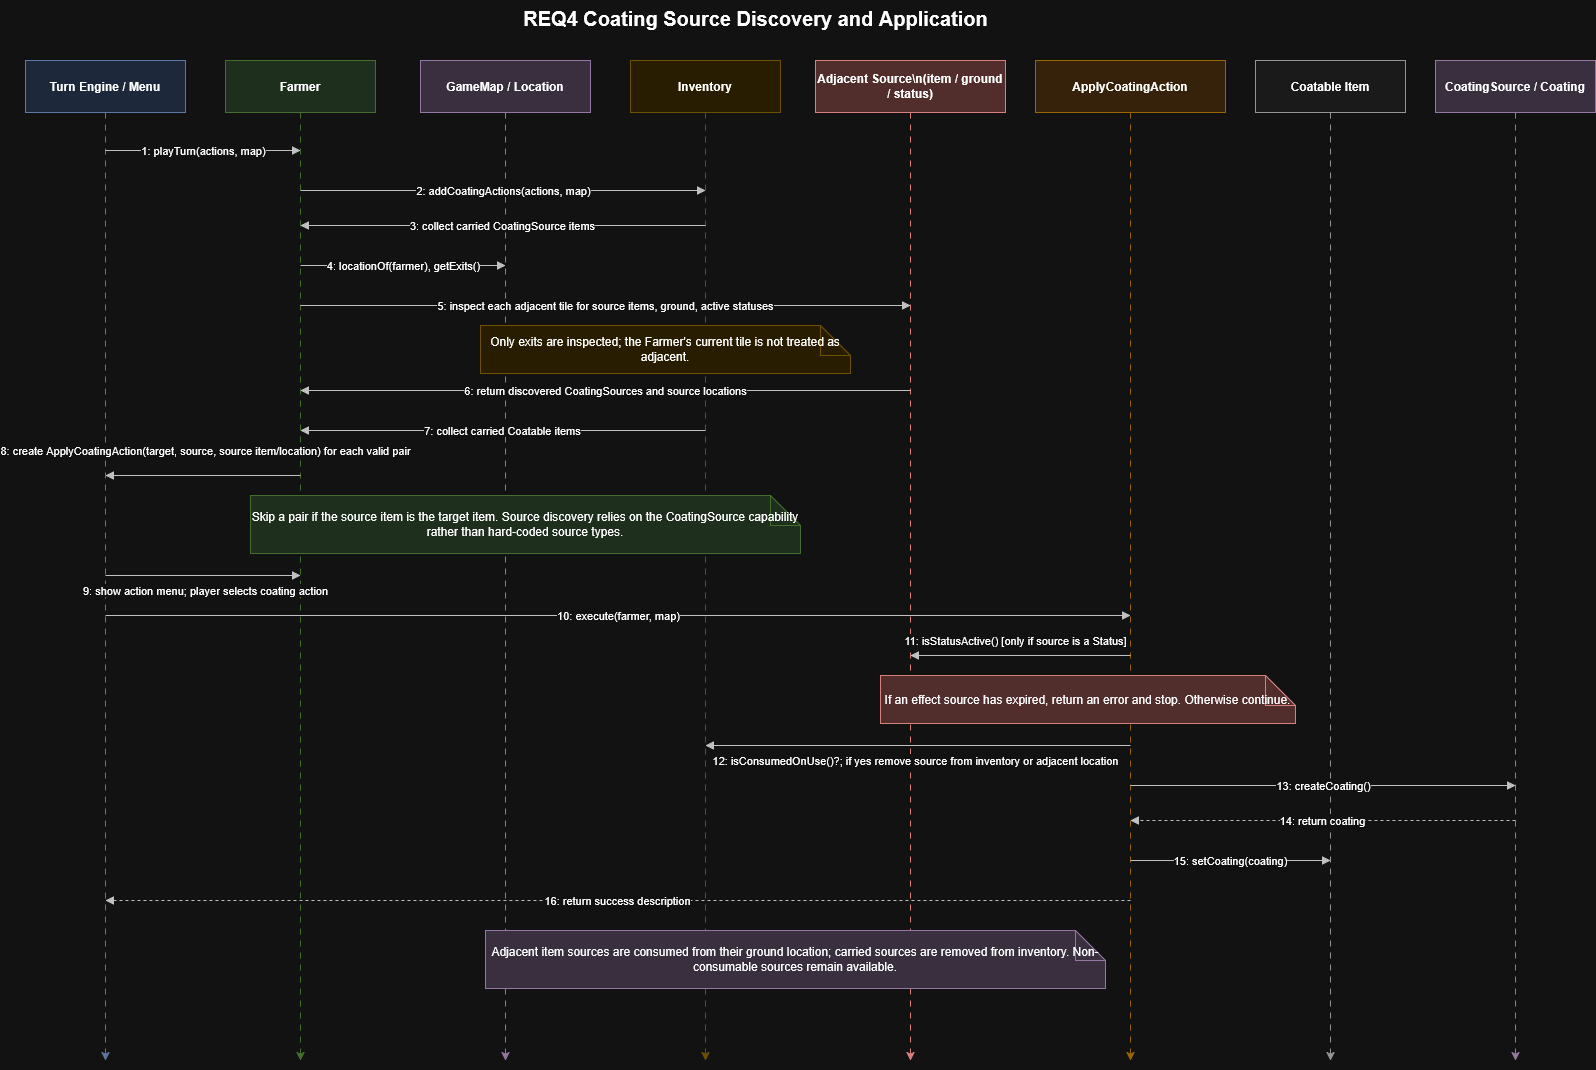 REQ4 Coating Source Discovery and Application
Turn Engine / Menu
Farmer
GameMap / Location
Inventory
Adjacent Source\n(item / ground
/ status)
ApplyCoatingAction
Coatable Item
CoatingSource / Coating
1: playTurn(actions, map)
2: addCoatingActions(actions, map)
3: collect carried CoatingSource items
4: locationOf(farmer), getExits()
5: inspect each adjacent tile for source items, ground, active statuses
Only exits are inspected; the Farmer's current tile is not treated as
adjacent.
6: return discovered CoatingSources and source locations
7: collect carried Coatable items
8: create ApplyCoatingAction(target, source, source item/location) for each valid pair
Skip a pair if the source item is the target item. Source discovery relies on the CoatingSource capability
rather than hard-coded source types.
9: show action menu; player selects coating action
10: execute(farmer, map)
11: isStatusActive() [only if source is a Status]
If an effect source has expired, return an error and stop. Otherwise continue.
12: isConsumedOnUse()?; if yes remove source from inventory or adjacent location
13: createCoating()
14: return coating
15: setCoating(coating)
16: return success description
Adjacent item sources are consumed from their ground location; carried sources are removed from inventory. Non-
consumable sources remain available.